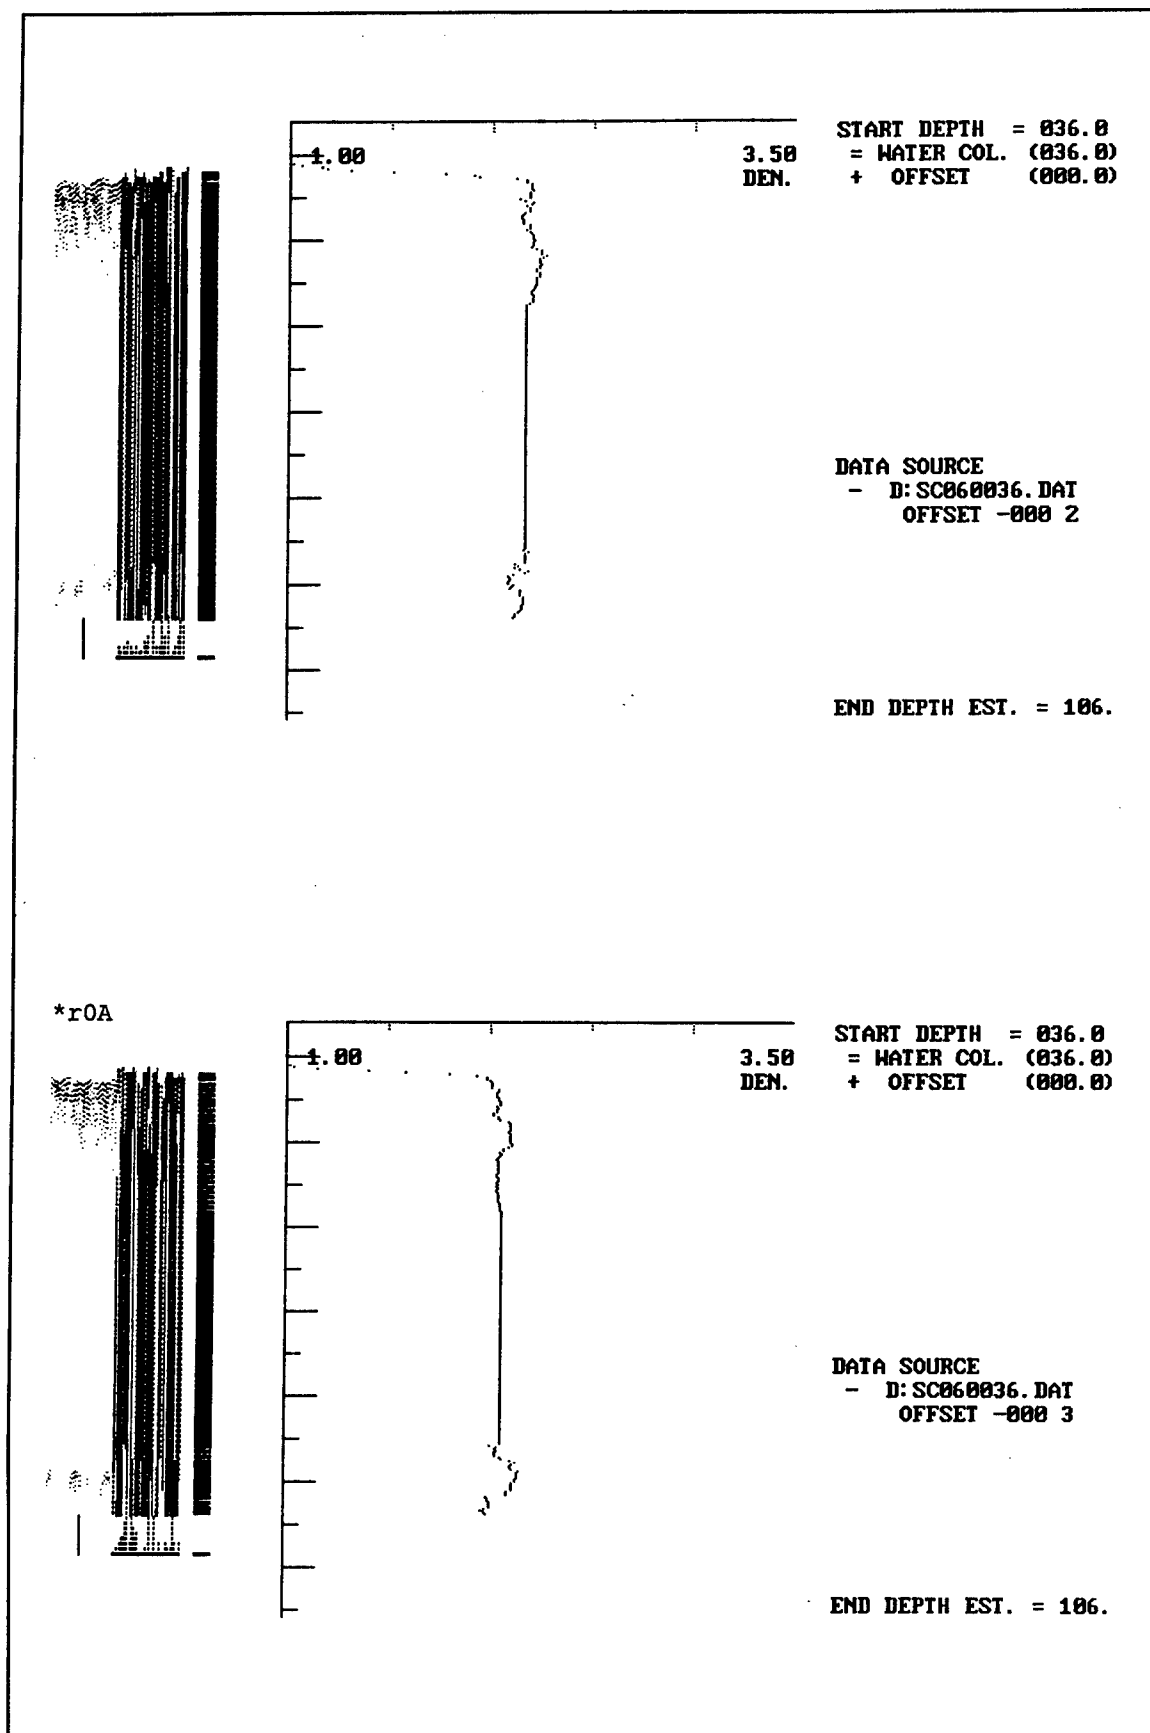 START DEPTH = 036.0
1.00 3.50 = WATER COL. (036.0)
DEN. + OFFSET (000.0)
DATA SOURCE
- D:SC060036.DAT
OFFSET -000 2
END DEPTH EST. = 106.
*r0A
START DEPTH = 036.0
1.00 3.50 = WATER COL. (036.0)
DEN. + OFFSET (000.0)
DATA SOURCE
- D:SC060036.DAT
OFFSET -000 3
END DEPTH EST. = 106.